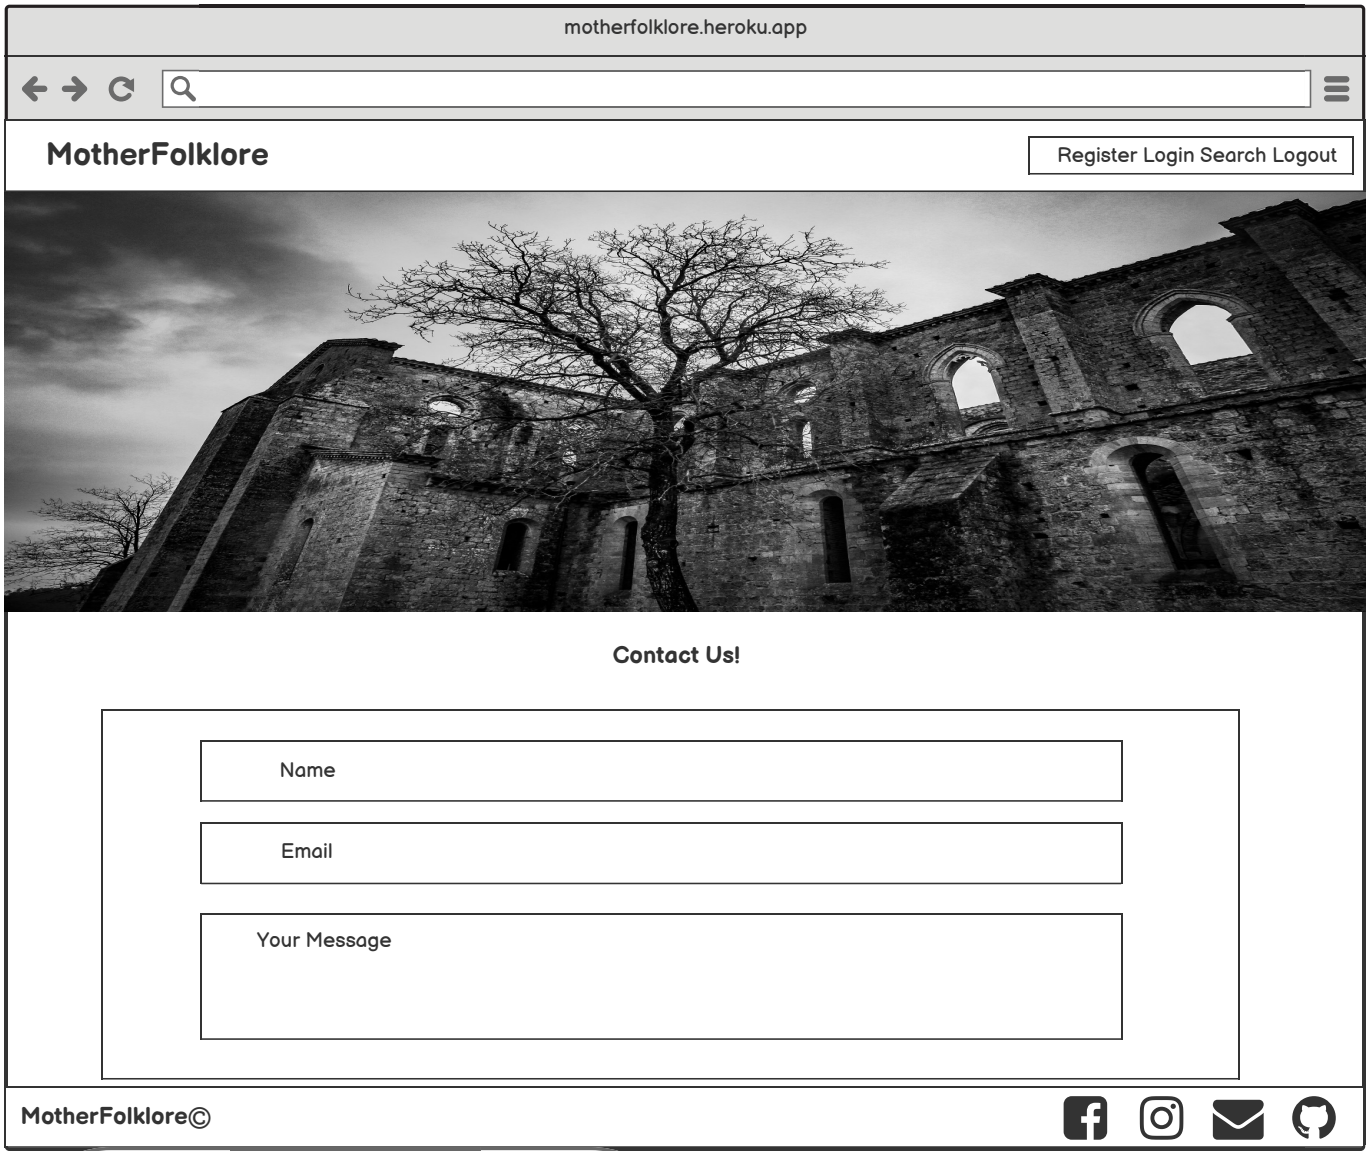 motherfolklore.heroku.app
MotherFolklore
Register Login Search Logout
Contact Us!
Name
Email
Your Message
MotherFolklore©